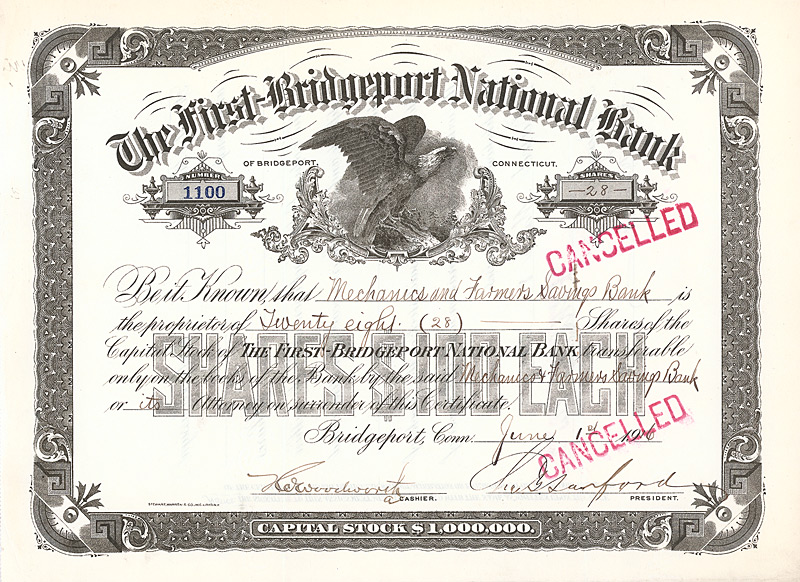 The First-Bridgeport National Bank
OF BRIDGEPORT, CONNECTICUT.
NUMBER
1100
SHARES
-28-
CANCELLED
Be it Known, that Mechanics and Farmers Savings Bank is
the proprietor of Twenty eight (28) Shares of the
Capital Stock of THE FIRST-BRIDGEPORT NATIONAL BANK transferable
only on the books of the Bank by the said Mechanics & Farmers Savings Bank
or its Attorney on surrender of this Certificate.
SHARES $100 EACH
Bridgeport, Conn. June 1st 1916
CANCELLED
Woodworth
CASHIER.
Sanford
PRESIDENT.
CAPITAL STOCK $1,000,000.